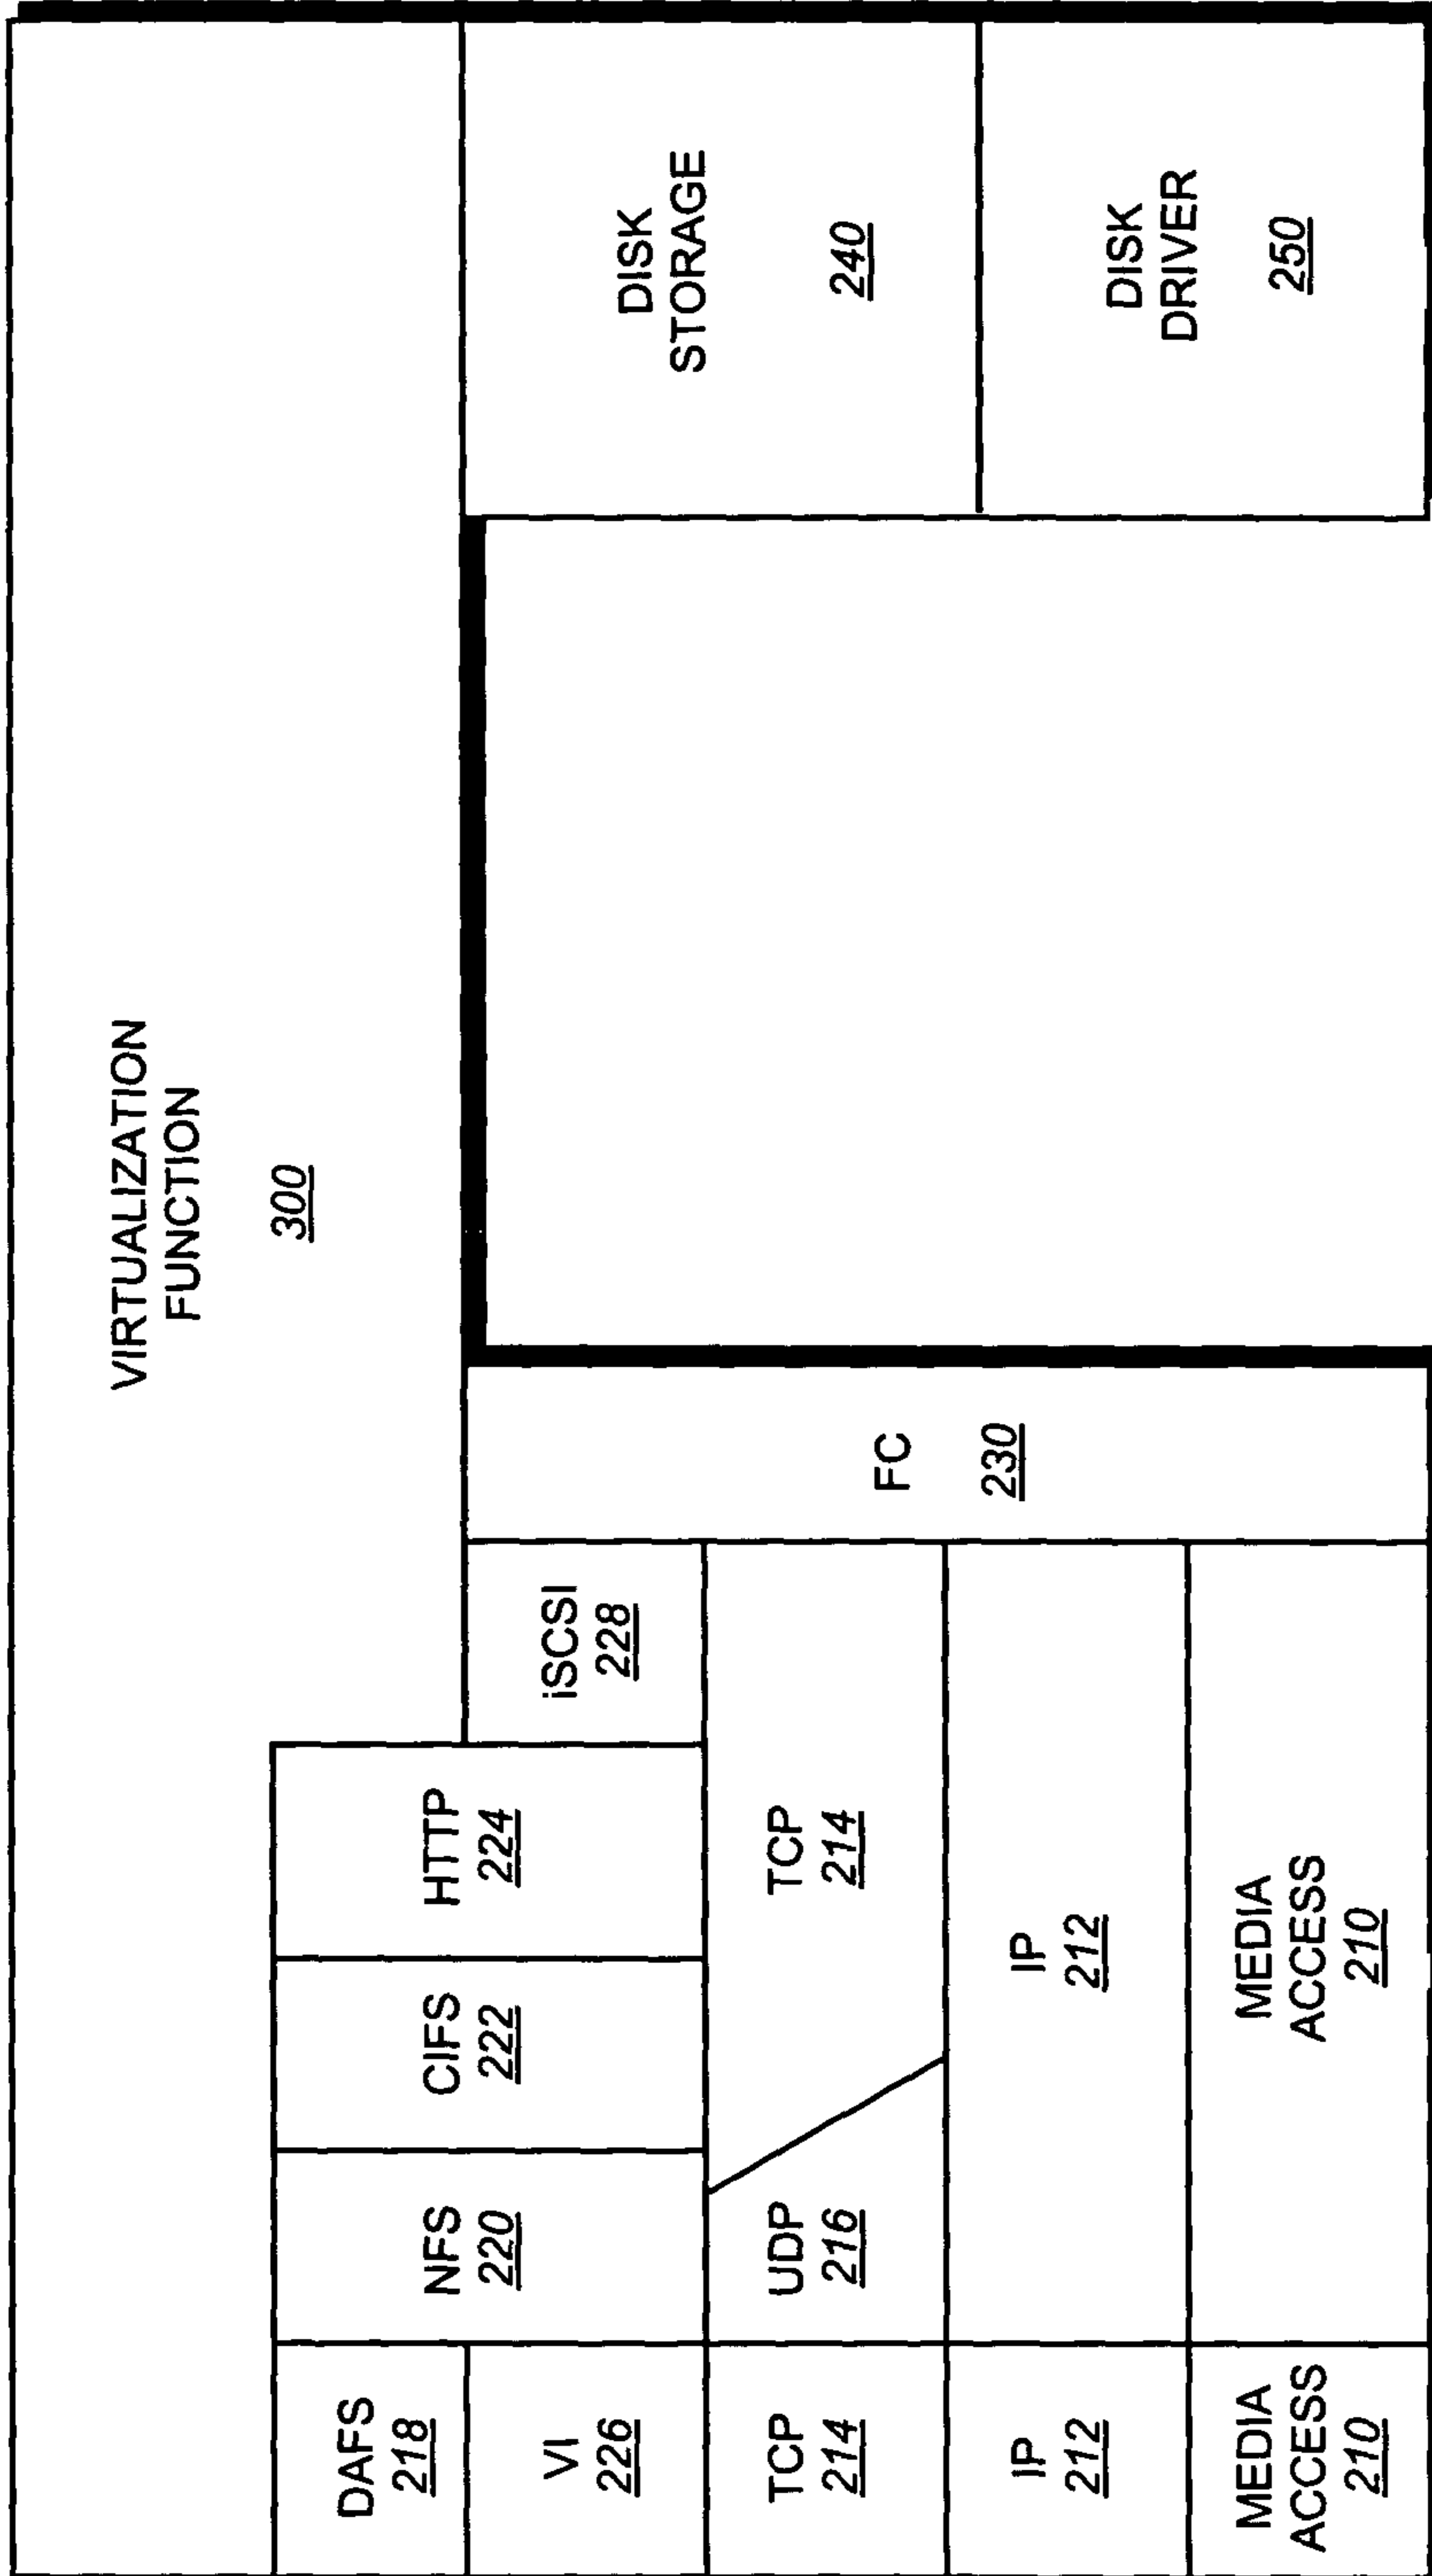 VIRTUALIZATION
FUNCTION
300
DAFS
218
NFS
220
CIFS
222
HTTP
224
VI
226
iSCSI
228
TCP
214
UDP
216
TCP
214
IP
212
IP
212
MEDIA
ACCESS
210
MEDIA
ACCESS
210
FC
230
DISK
STORAGE
240
DISK
DRIVER
250